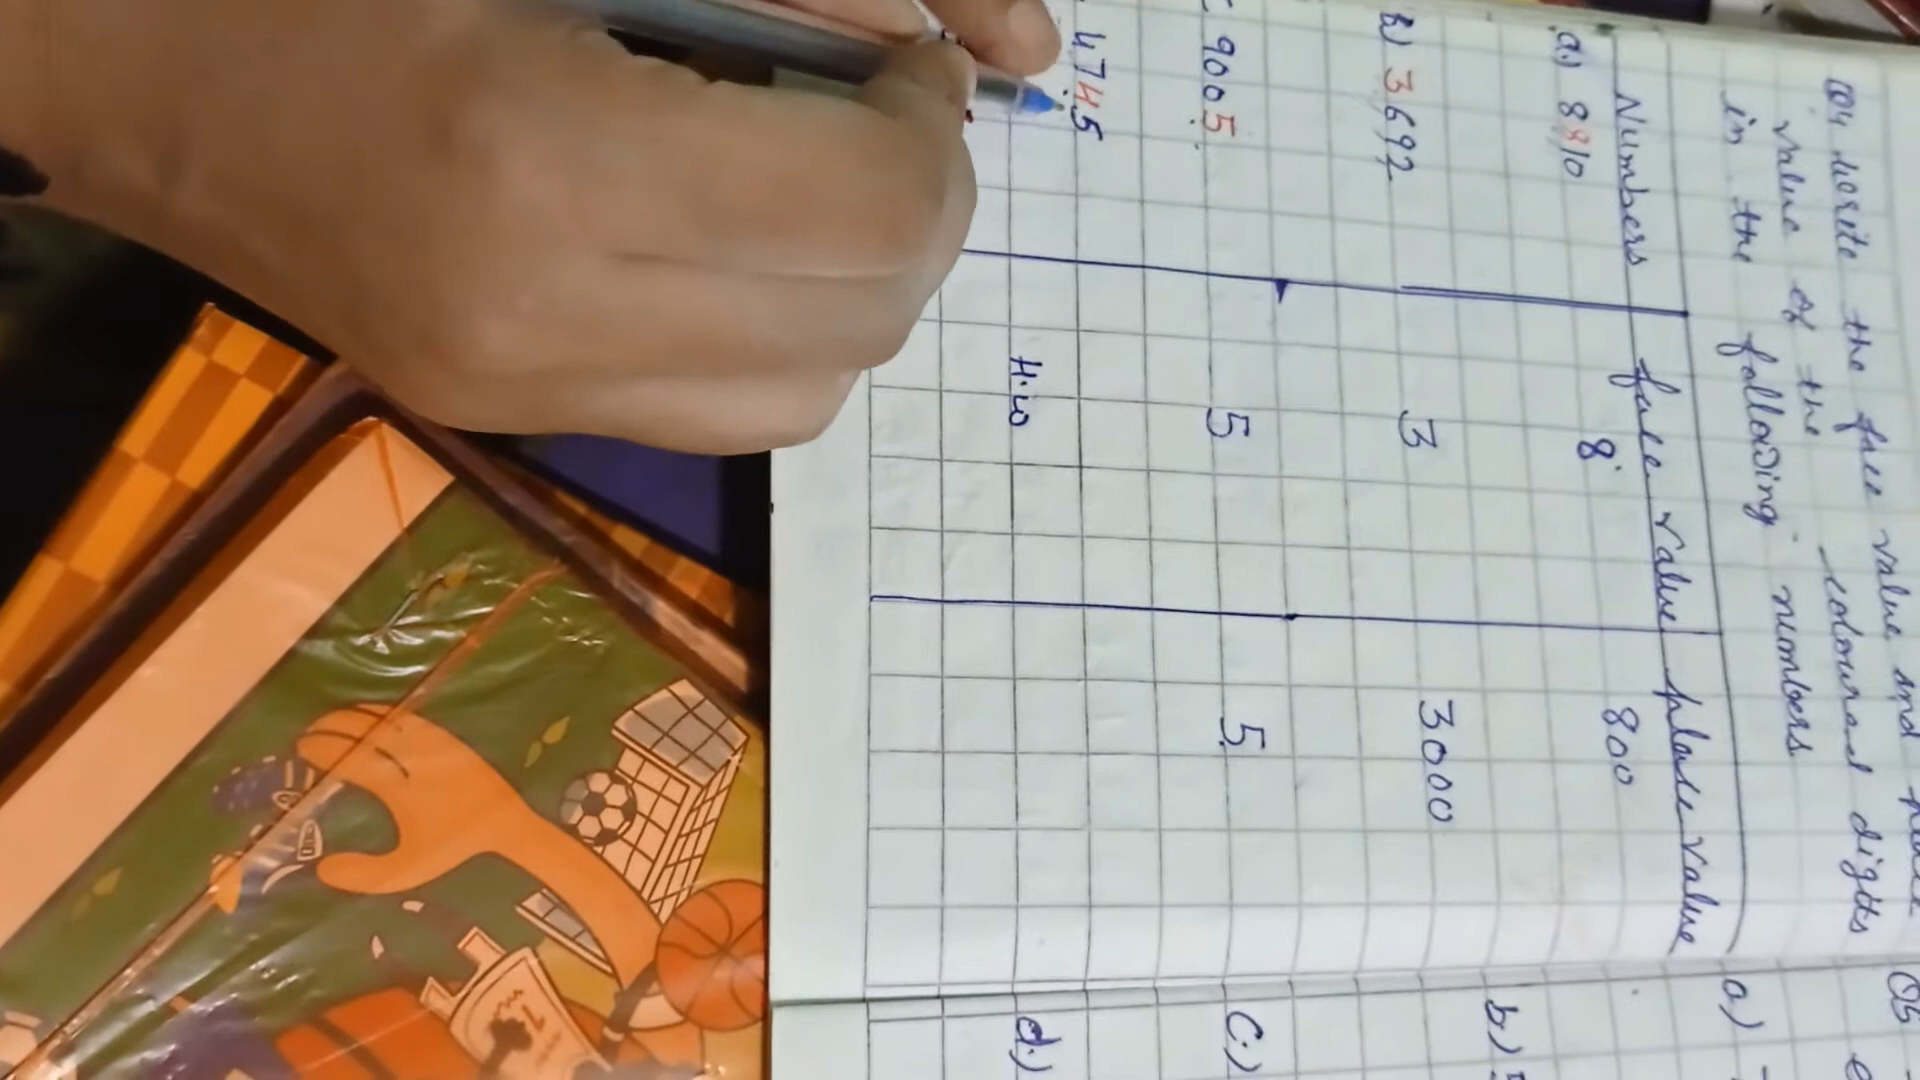 Q4 Write the face value and place
value of the coloured digits
in the following numbers
Numbers face value place value
a.) 8810 8 800
b) 3692 3 3000
9005 5 5
4745
H.W
Q5
a)
b)
C.)
d.)